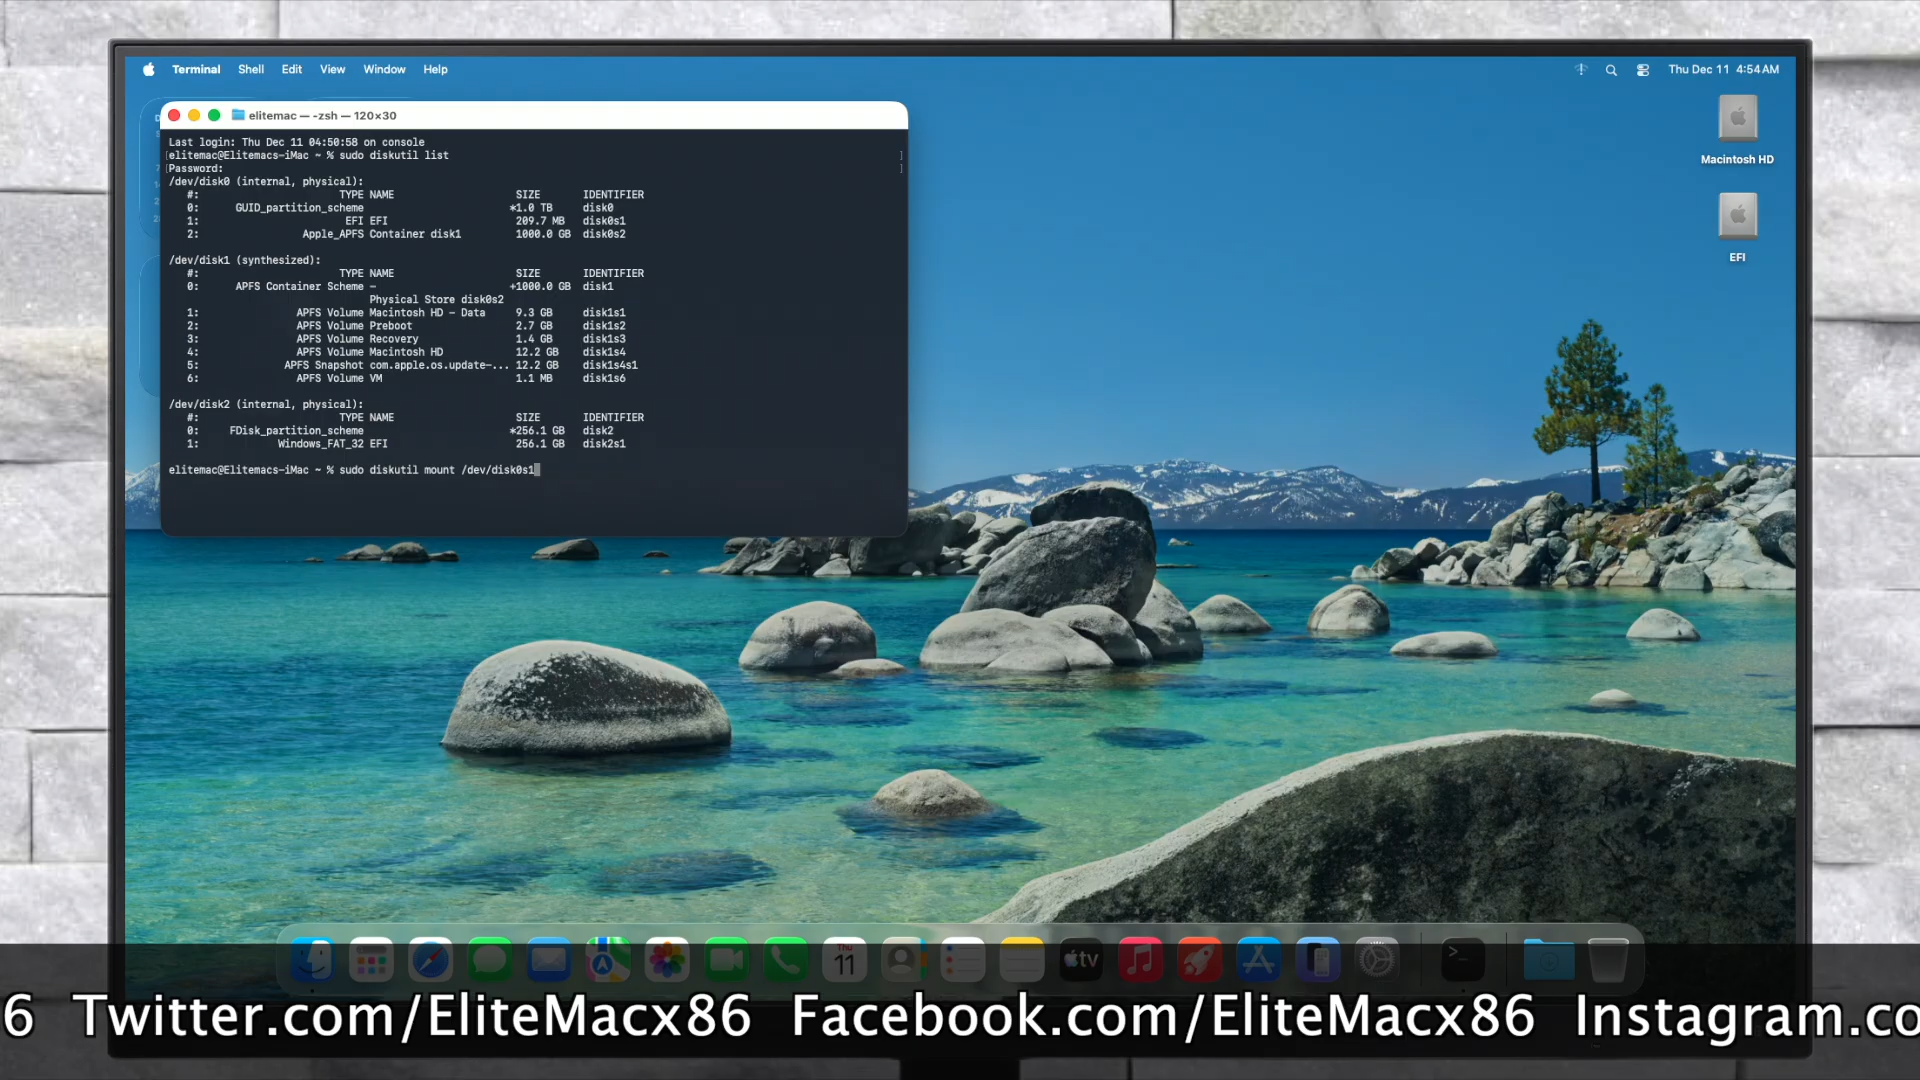 Terminal Shell Edit View Window Help Thu Dec 11 4:54AM
elitemac — -zsh — 120×30
Last login: Thu Dec 11 04:50:58 on console
[elitemac@Elitemacs-iMac ~ % sudo diskutil list ]
[Password: ]
/dev/disk0 (internal, physical):
#: TYPE NAME SIZE IDENTIFIER
0: GUID_partition_scheme *1.0 TB disk0
1: EFI EFI 209.7 MB disk0s1
2: Apple_APFS Container disk1 1000.0 GB disk0s2
/dev/disk1 (synthesized):
#: TYPE NAME SIZE IDENTIFIER
0: APFS Container Scheme - +1000.0 GB disk1
Physical Store disk0s2
1: APFS Volume Macintosh HD - Data 9.3 GB disk1s1
2: APFS Volume Preboot 2.7 GB disk1s2
3: APFS Volume Recovery 1.4 GB disk1s3
4: APFS Volume Macintosh HD 12.2 GB disk1s4
5: APFS Snapshot com.apple.os.update-... 12.2 GB disk1s4s1
6: APFS Volume VM 1.1 MB disk1s6
/dev/disk2 (internal, physical):
#: TYPE NAME SIZE IDENTIFIER
0: FDisk_partition_scheme *256.1 GB disk2
1: Windows_FAT_32 EFI 256.1 GB disk2s1
elitemac@Elitemacs-iMac ~ % sudo diskutil mount /dev/disk0s1
Macintosh HD
EFI
Thu
11
tv
6 Twitter.com/EliteMacx86 Facebook.com/EliteMacx86 Instagram.co